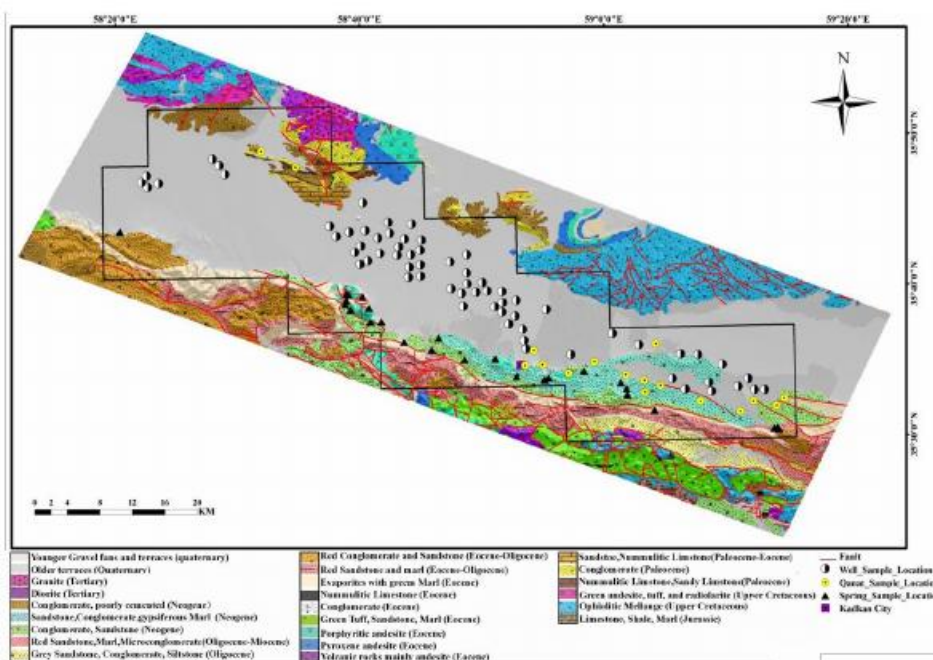 58°20'0"E 58°40'0"E 59°0'0"E 59°20'0"E
N
35°50'0"N
35°40'0"N
35°30'0"N
0 2 4 8 12 16 20
KM
Younger Gravel fans and terraces (quaternary)
Older terraces (Quaternary)
Granite (Tertiary)
Diorite (Tertiary)
Conglomerate, poorly cemented (Neogene)
Sandstone,Conglomerate,gypsiferous Marl (Neogene)
Conglomerate, Sandstone (Neogene)
Red Sandstone,Marl,Microconglomerate(Oligocene-Miocene)
Grey Sandstone, Conglomerate, Siltstone (Oligocene)
Red Conglomerate and Sandstone (Eocene-Oligocene)
Red Sandstone and marl (Eocene-Oligocene)
Evaporites with green Marl (Eocene)
Nummulitic Limestone (Eocene)
Conglomerate (Eocene)
Green Tuff, Sandstone, Marl (Eocene)
Porphyritic andesite (Eocene)
Pyroxene andesite (Eocene)
Volcanic rocks mainly andesite (Eocene)
Sandstoe,Nummulitic Limstone(Paleocene-Eocene)
Conglomerate (Paleocene)
Nummulitic Limstone,Sandy Limstone(Paleocene)
Green andesite, tuff, and radiolarite (Upper Cretaceous)
Ophiolitic Mellange (Upper Cretaceous)
Limestone, Shale, Marl (Jurssic)
Fault
Well_Sample_Location
Qanat_Sample_Location
Spring_Sample_Location
Kadkan City